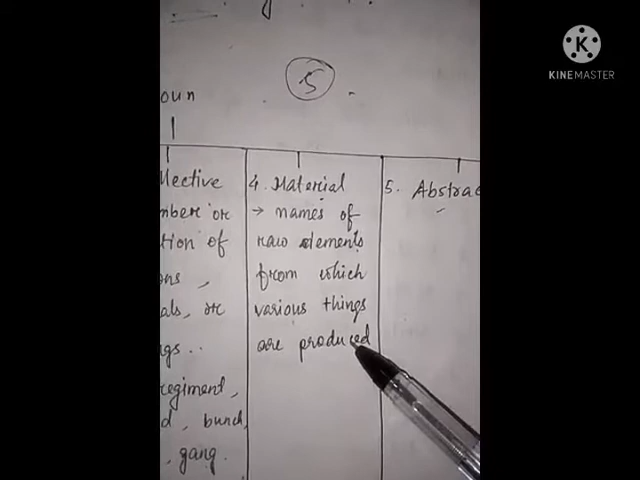 5
oun
llective
mber or
tion of
ons,
als, or
ngs..
regiment,
d, bunch,
, gang.
4. Material
→ names of
raw elements
from which
various things
are produced
5. Abstrac
K
KINEMASTER